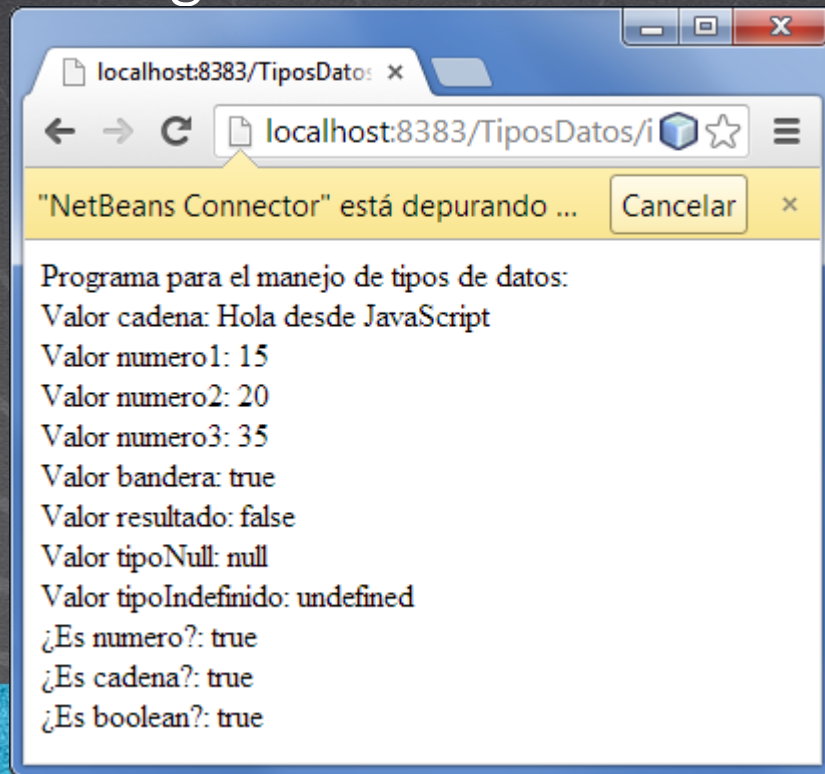 localhost:8383/TiposDatos
localhost:8383/TiposDatos/i
"NetBeans Connector" está depurando ...
Cancelar
Programa para el manejo de tipos de datos:
Valor cadena: Hola desde JavaScript
Valor numero1: 15
Valor numero2: 20
Valor numero3: 35
Valor bandera: true
Valor resultado: false
Valor tipoNull: null
Valor tipoIndefinido: undefined
¿Es numero?: true
¿Es cadena?: true
¿Es boolean?: true